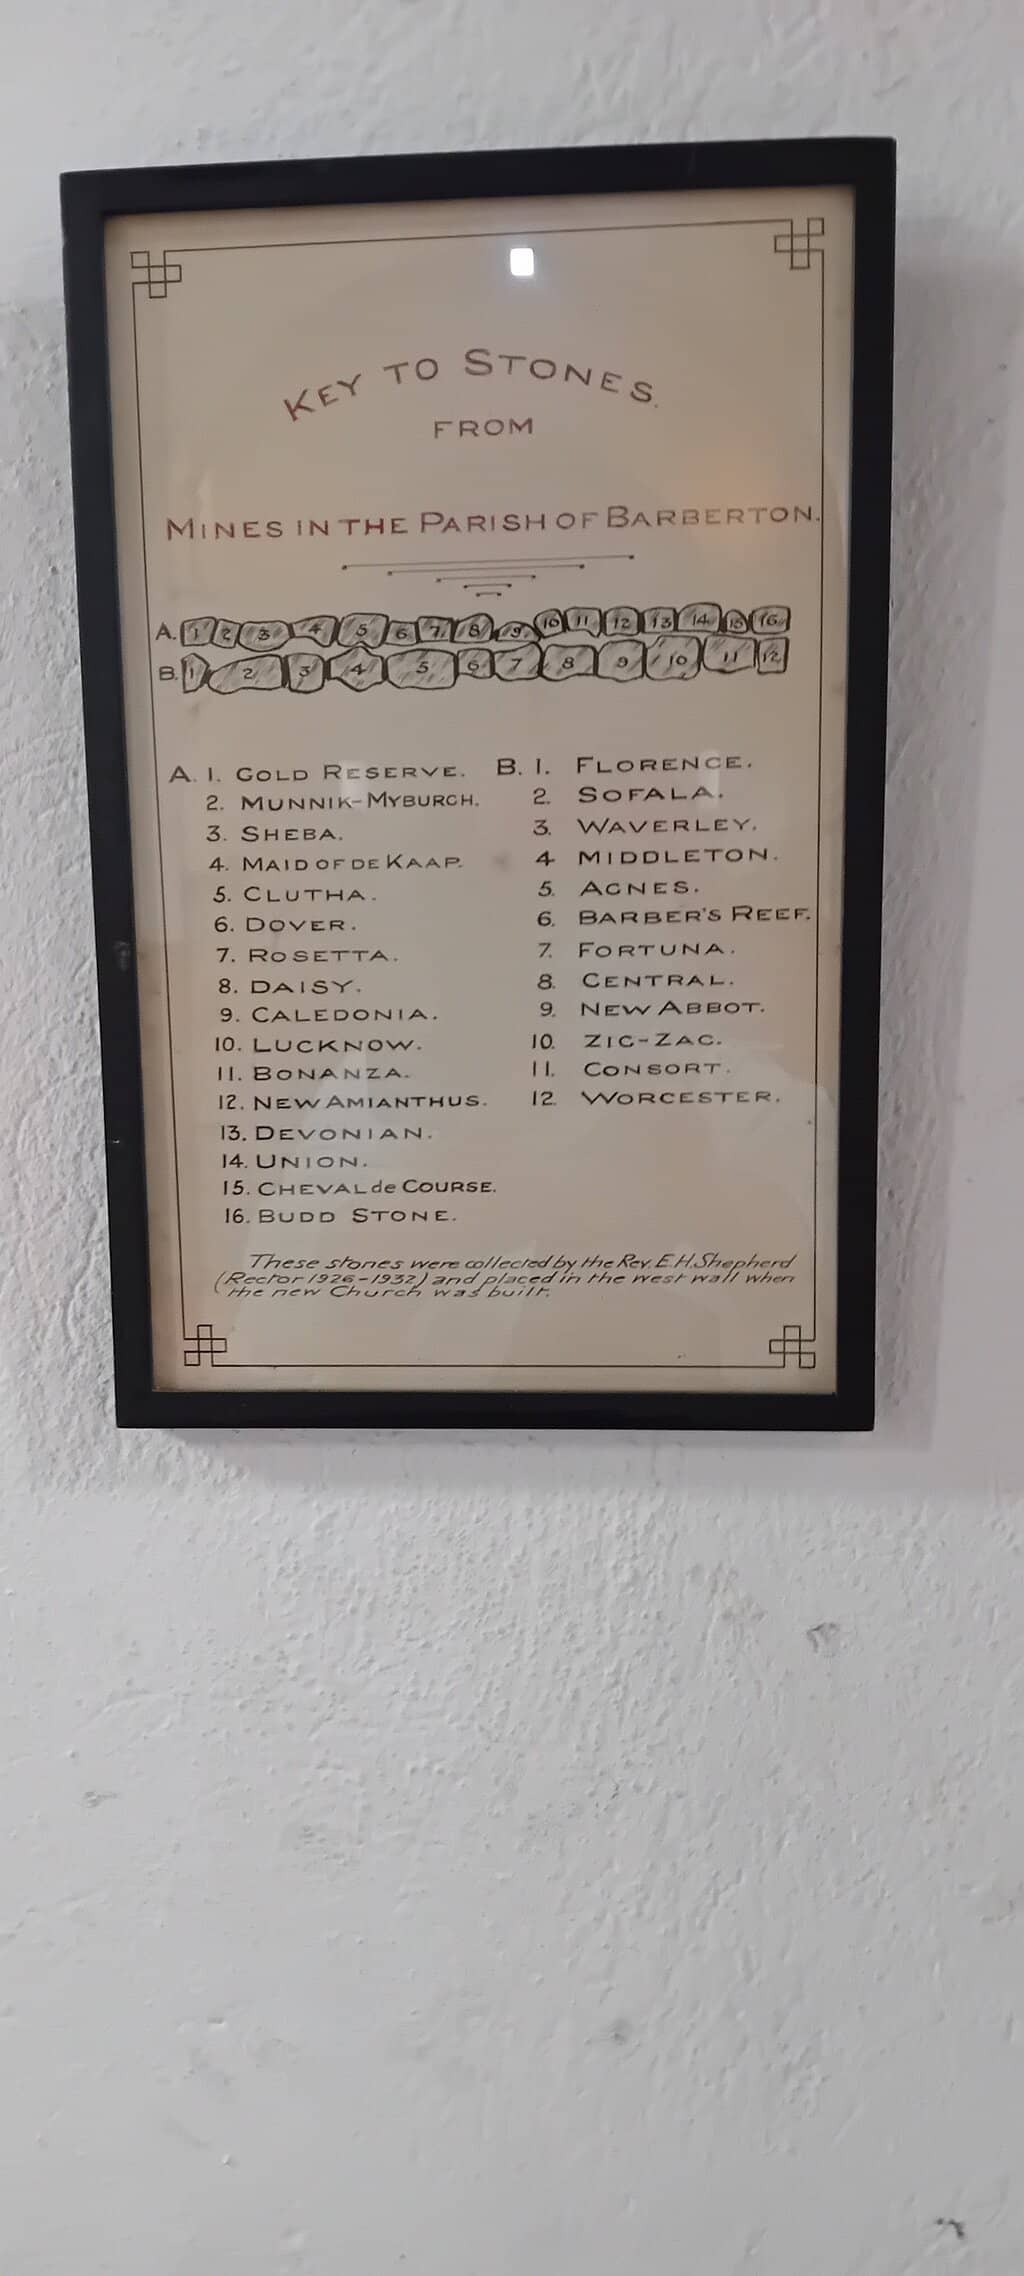 KEY TO STONES.
FROM
MINES IN THE PARISH OF BARBERTON.
A. 1 2 3 4 5 6 7 8 9 10 11 12 13 14 15 16
B. 1 2 3 4 5 6 7 8 9 10 11 12
A. 1. GOLD RESERVE.
2. MUNNIK-MYBURGH.
3. SHEBA.
4. MAID OF DE KAAP.
5. CLUTHA.
6. DOVER.
7. ROSETTA.
8. DAISY.
9. CALEDONIA.
10. LUCKNOW.
11. BONANZA.
12. NEW AMIANTHUS.
13. DEVONIAN.
14. UNION.
15. CHEVAL de COURSE.
16. BUDD STONE.
B. 1. FLORENCE.
2. SOFALA.
3. WAVERLEY.
4 MIDDLETON.
5. AGNES.
6. BARBER'S REEF.
7. FORTUNA.
8. CENTRAL.
9. NEW ABBOT.
10. ZIG-ZAG.
11. CONSORT.
12. WORCESTER.
These stones were collected by the Rev. E.H. Shepherd
(Rector 1926-1932) and placed in the west wall when
the new Church was built.